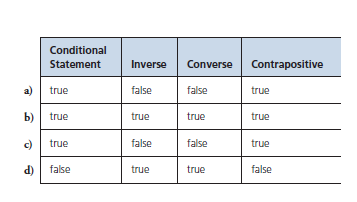 Conditional
Statement Inverse Converse Contrapositive
a) true false false true
b) true true true true
c) true false false true
d) false true true false